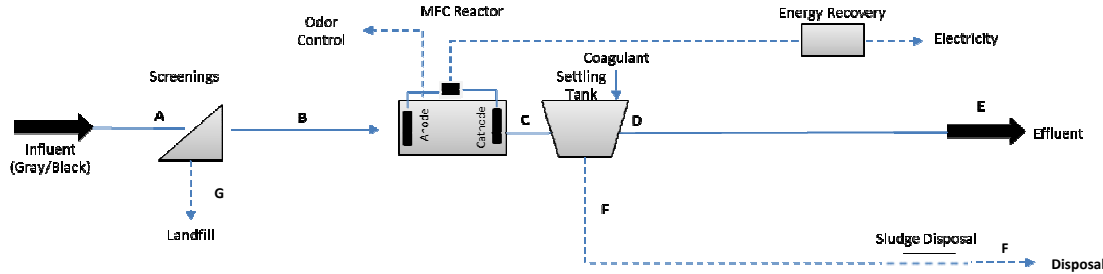 MFC Reactor
Energy Recovery
Odor
Control
Electricity
Coagulant
Settling
Tank
Screenings
A
B
Anode
Cathode
C
D
E
Influent
(Gray/Black)
Effluent
G
F
Landfill
Sludge Disposal
F
Disposal